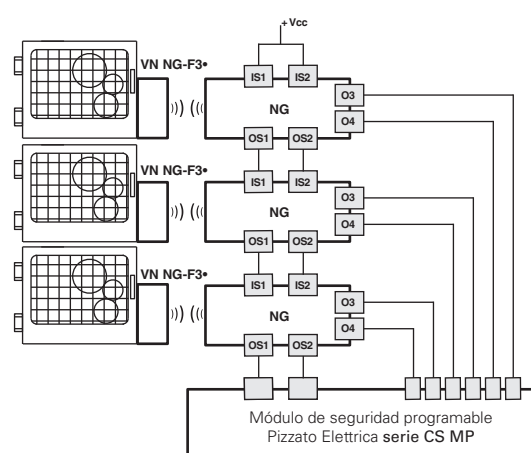 + Vcc
VN NG-F3•
IS1 IS2
O3
NG
O4
OS1 OS2
VN NG-F3•
IS1 IS2
O3
NG
O4
OS1 OS2
VN NG-F3•
IS1 IS2
O3
NG
O4
OS1 OS2
Módulo de seguridad programable
Pizzato Elettrica serie CS MP